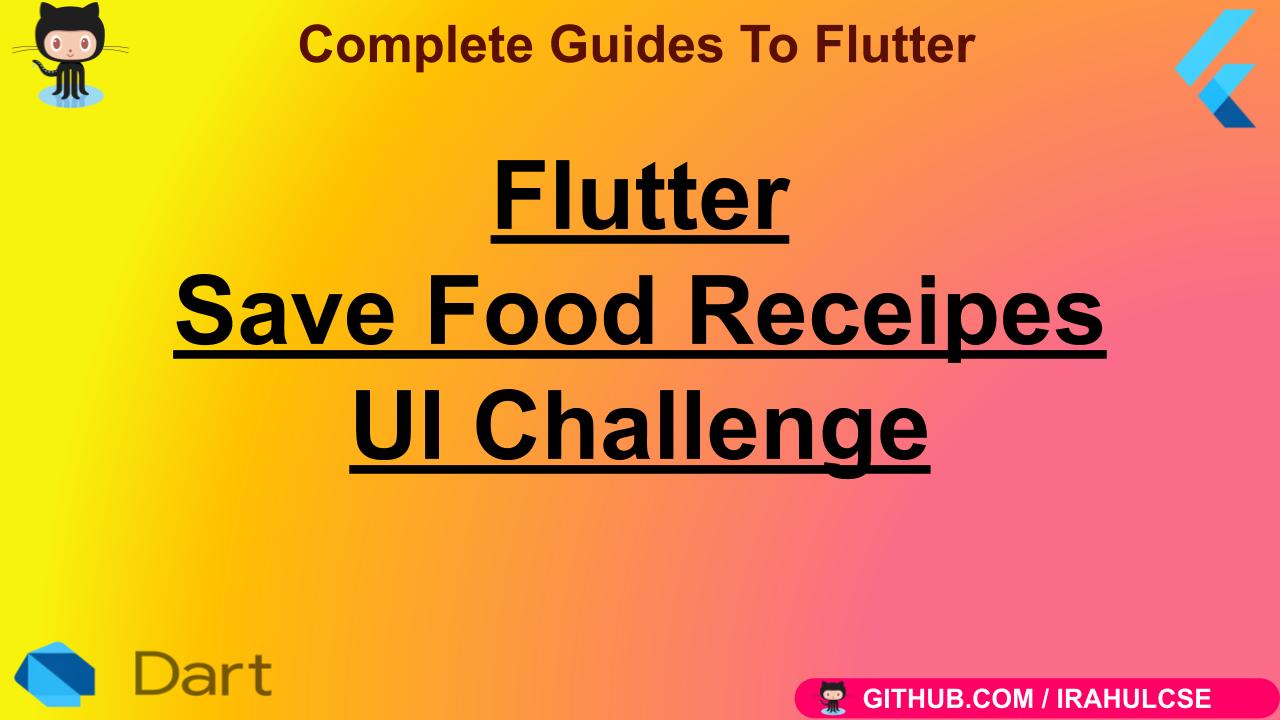 Complete Guides To Flutter
Flutter
Save Food Receipes
UI Challenge
Dart
GITHUB.COM / IRAHULCSE